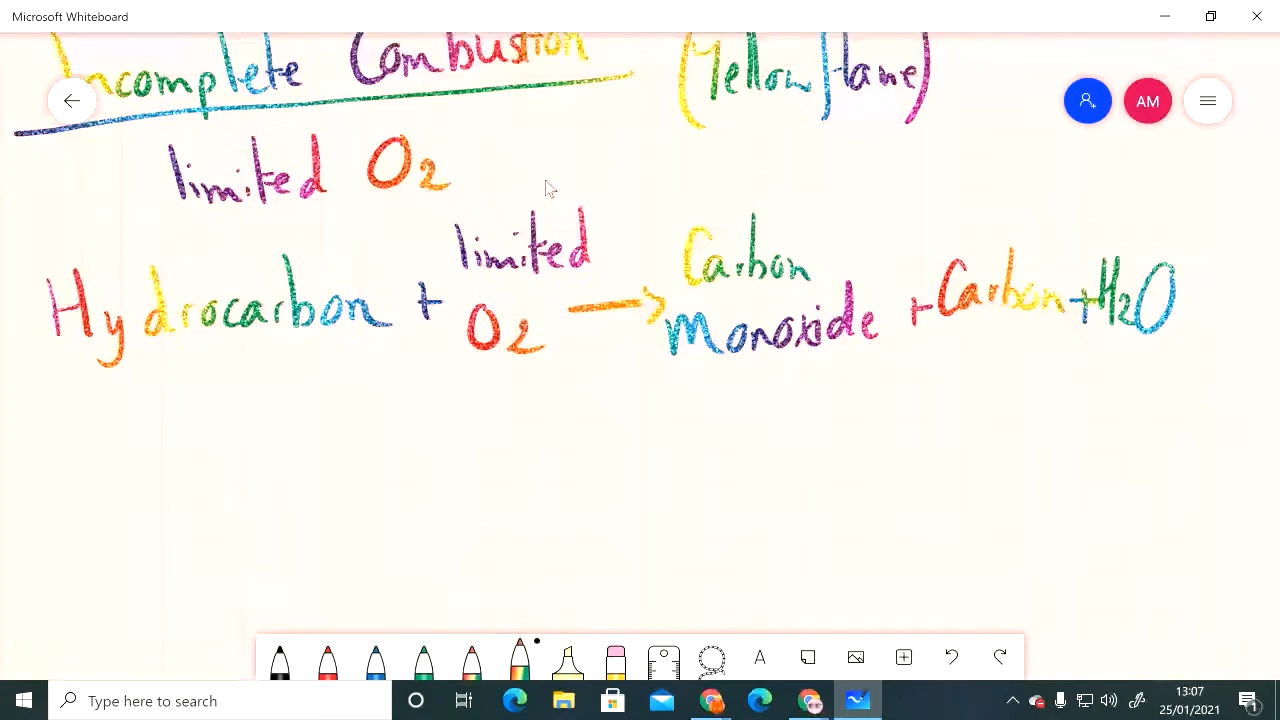 Microsoft Whiteboard
Incomplete Combustion (Yellow flame)
AM
limited O2
Hydrocarbon + limited O2 → Carbon Monoxide + Carbon + H2O
A
Type here to search
13:07
25/01/2021
1